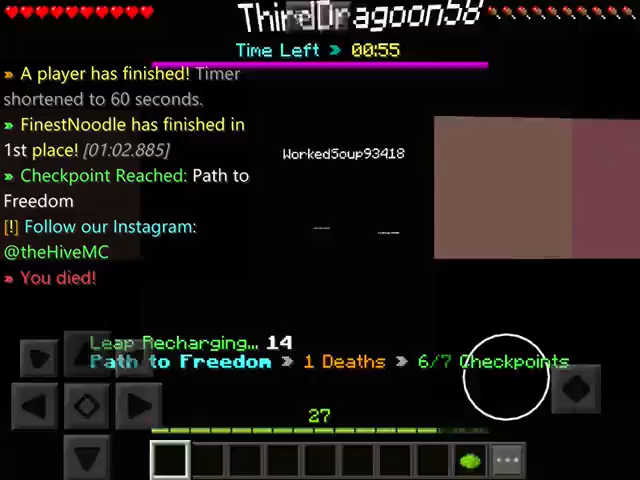 ThirdDragoon58
Time Left » 00:55
» A player has finished! Timer
shortened to 60 seconds.
» FinestNoodle has finished in
1st place! [01:02.885]
» Checkpoint Reached: Path to
Freedom
[!] Follow our Instagram:
@theHiveMC
» You died!
WorkedSoup93418
Leap Recharging... 14
Path to Freedom » 1 Deaths » 6/7 Checkpoints
27